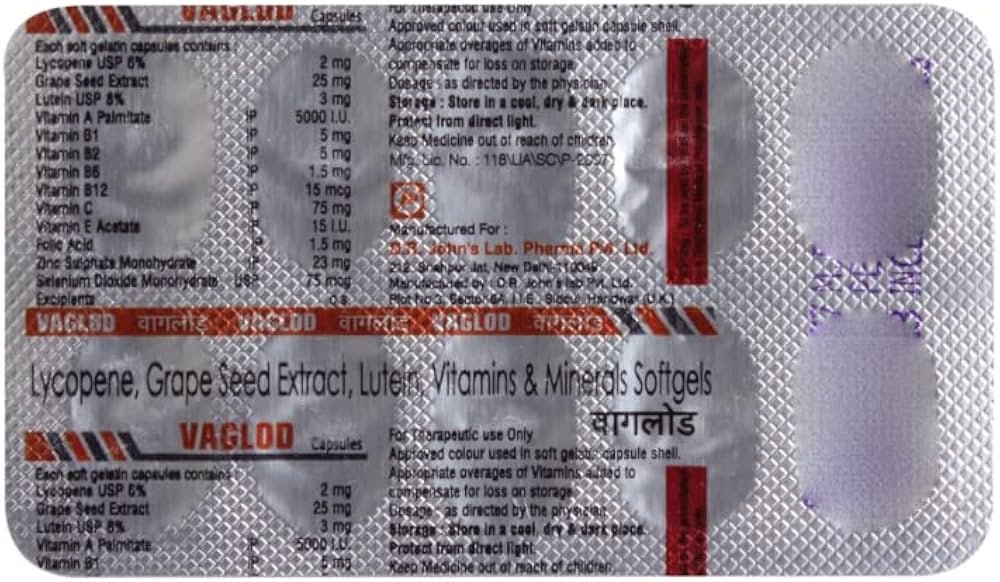 VAGLOD Capsules
Each soft gelatin capsules contains
Lycopene USP 6% 2 mg
Grape Seed Extract 25 mg
Lutein USP 8% 3 mg
Vitamin A Palmitate IP 5000 I.U.
Vitamin B1 IP 5 mg
Vitamin B2 IP 5 mg
Vitamin B6 IP 1.5 mg
Vitamin B12 IP 15 mcg
Vitamin C IP 75 mg
Vitamin E Acetate IP 15 I.U.
Folic Acid IP 1.5 mg
Zinc Sulphate Monohydrate IP 23 mg
Selenium Dioxide Monohydrate USP 75 mcg
Excipients q.s.
For Therapeutic use Only
Approved colour used in soft gelatin capsule shell.
Appropriate overages of Vitamins added to
compensate for loss on storage.
Dosage : as directed by the physician
Storage : Store in a cool, dry & dark place.
Protect from direct light.
Keep Medicine out of reach of children.
Mfg. Lic. No. : 118\UA\SC\P-2007
Manufactured For :
D.R. John's Lab. Pharma Pvt. Ltd.
212, Shahpur Jat, New Delhi-110049
Manufactured by : D.R. John's lab Pvt. Ltd.
Plot No 3, Sector-6A, I.I.E., Sidcul, Haridwar (U.K.)
VAGLOD वागलोड VAGLOD वागलोड VAGLOD वागलोड
Lycopene, Grape Seed Extract, Lutein, Vitamins & Minerals Softgels
वागलोड
VAGLOD Capsules
Each soft gelatin capsules contains
Lycopene USP 6% 2 mg
Grape Seed Extract 25 mg
Lutein USP 8% 3 mg
Vitamin A Palmitate IP 5000 I.U.
Vitamin B1 IP 5 mg
For Therapeutic use Only
Approved colour used in soft gelatin capsule shell.
Appropriate overages of Vitamins added to
compensate for loss on storage.
Dosage : as directed by the physician
Storage : Store in a cool, dry & dark place.
Protect from direct light.
Keep Medicine out of reach of children.